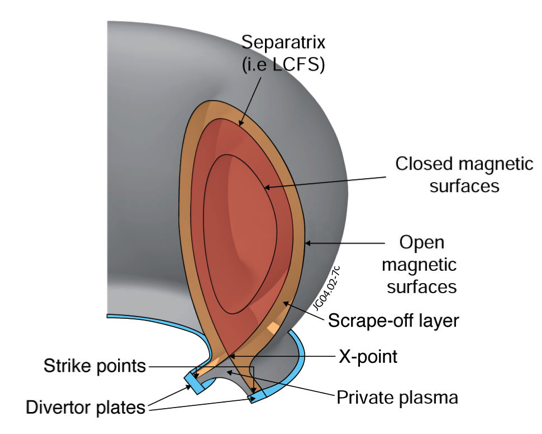 Separatrix
(i.e LCFS)
Closed magnetic
surfaces
Open
magnetic
surfaces
JG04.02-7c
Scrape-off layer
X-point
Strike points
Private plasma
Divertor plates